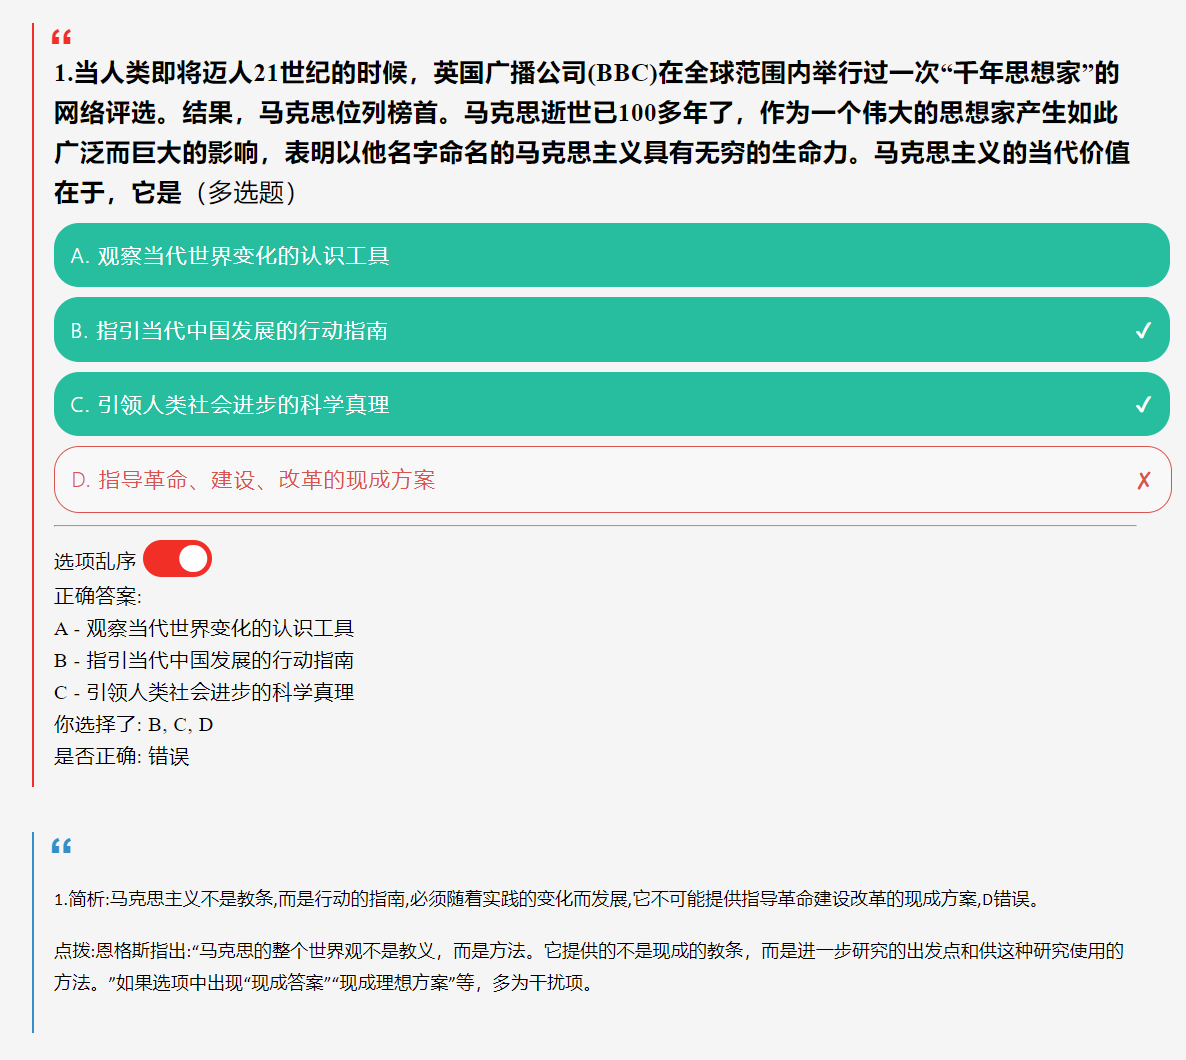 “
1.当人类即将迈人21世纪的时候，英国广播公司(BBC)在全球范围内举行过一次“千年思想家”的
网络评选。结果，马克思位列榜首。马克思逝世已100多年了，作为一个伟大的思想家产生如此
广泛而巨大的影响，表明以他名字命名的马克思主义具有无穷的生命力。马克思主义的当代价值
在于，它是（多选题）
A. 观察当代世界变化的认识工具
B. 指引当代中国发展的行动指南 ✓
C. 引领人类社会进步的科学真理 ✓
D. 指导革命、建设、改革的现成方案 ✗
选项乱序
正确答案:
A - 观察当代世界变化的认识工具
B - 指引当代中国发展的行动指南
C - 引领人类社会进步的科学真理
你选择了: B, C, D
是否正确: 错误
“
1.简析:马克思主义不是教条,而是行动的指南,必须随着实践的变化而发展,它不可能提供指导革命建设改革的现成方案,D错误。
点拨:恩格斯指出:“马克思的整个世界观不是教义，而是方法。它提供的不是现成的教条，而是进一步研究的出发点和供这种研究使用的
方法。”如果选项中出现“现成答案”“现成理想方案”等，多为干扰项。